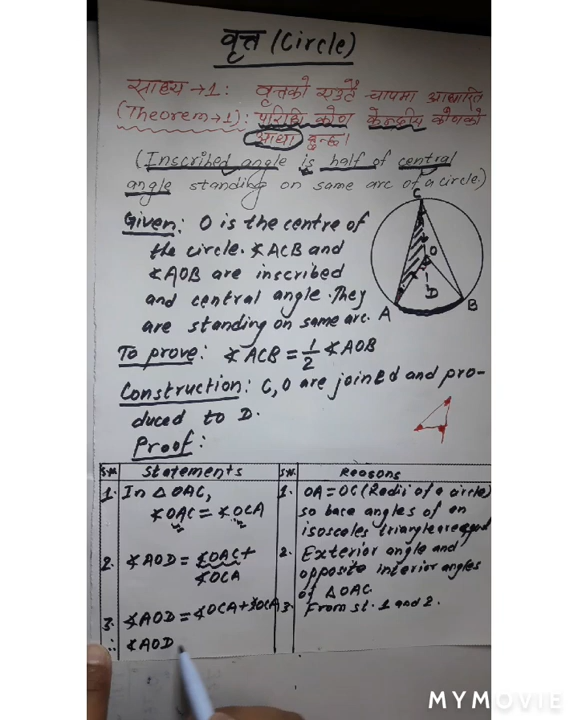 वृत्त (Circle)
साध्य → 1: वृत्तको एउटै चापमा आधारित
(Theorem → 1): परिधि कोण केन्द्रीय कोणको
आधा हुन्छ।
(Inscribed angle is half of central
angle standing on same arc of a circle.)
Given: O is the centre of
the circle. ∡ACB and
∡AOB are inscribed
and central angle. They
are standing on same arc.
C
O
D
A
B
To prove: ∡ACB = 1/2 ∡AOB
Construction: C, O are joined and pro-
duced to D.
Proof:
S.N. Statements S.N. Reasons
1. In △OAC, 1. OA = OC (Radii of a circle)
∡OAC = ∡OCA so base angles of an
isosceles triangle are equal
2. ∡AOD = ∡OAC + 2. Exterior angle and
∡OCA opposite interior angles
of △OAC.
3. ∡AOD = ∡OCA + ∡OCA 3. From st. 1 and 2.
∴ ∡AOD
MYMOVIE